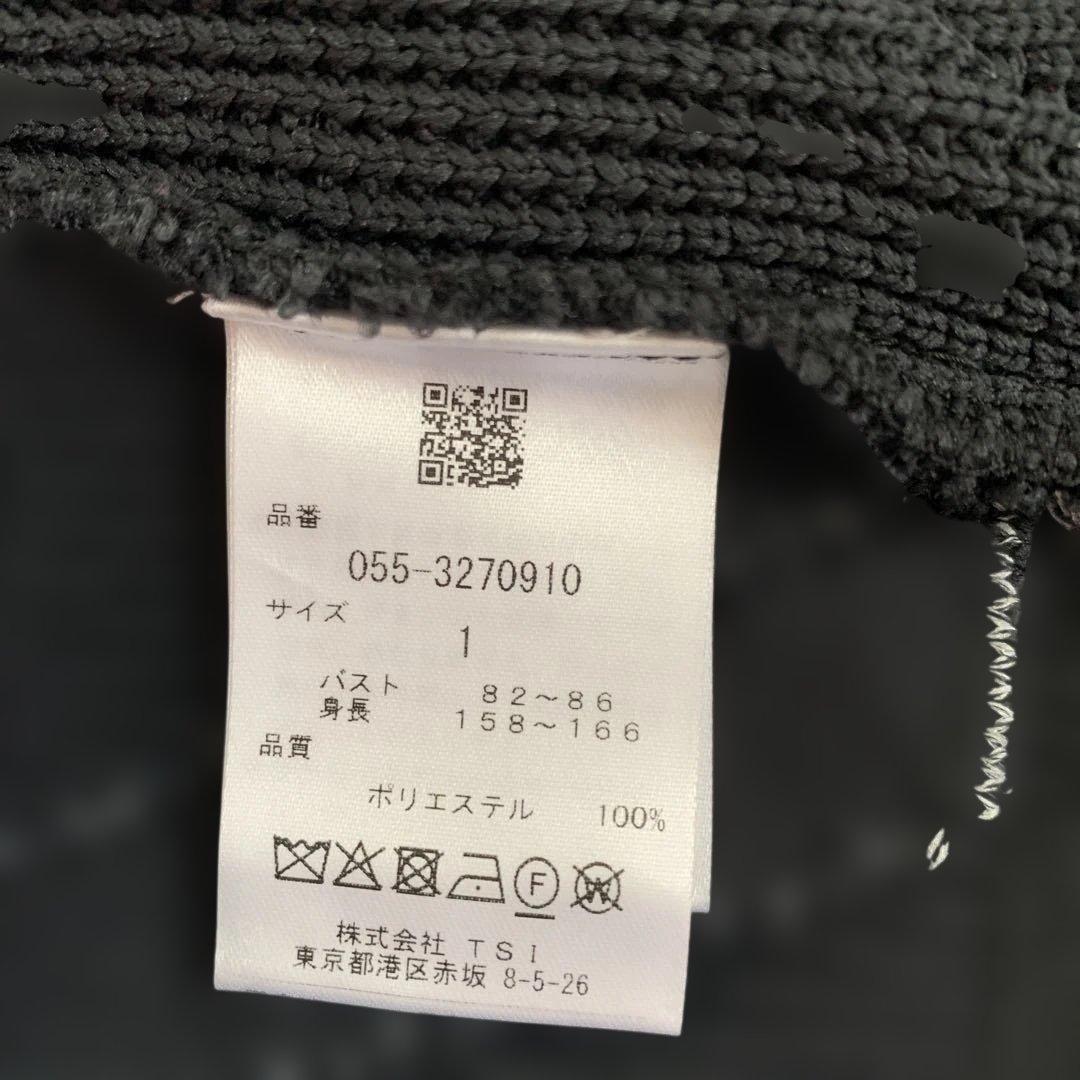 品番
055-3270910
サイズ
1
バスト 82～86
身長 158～166
品質
ポリエステル 100%
F
W
株式会社 TSI
東京都港区赤坂 8-5-26